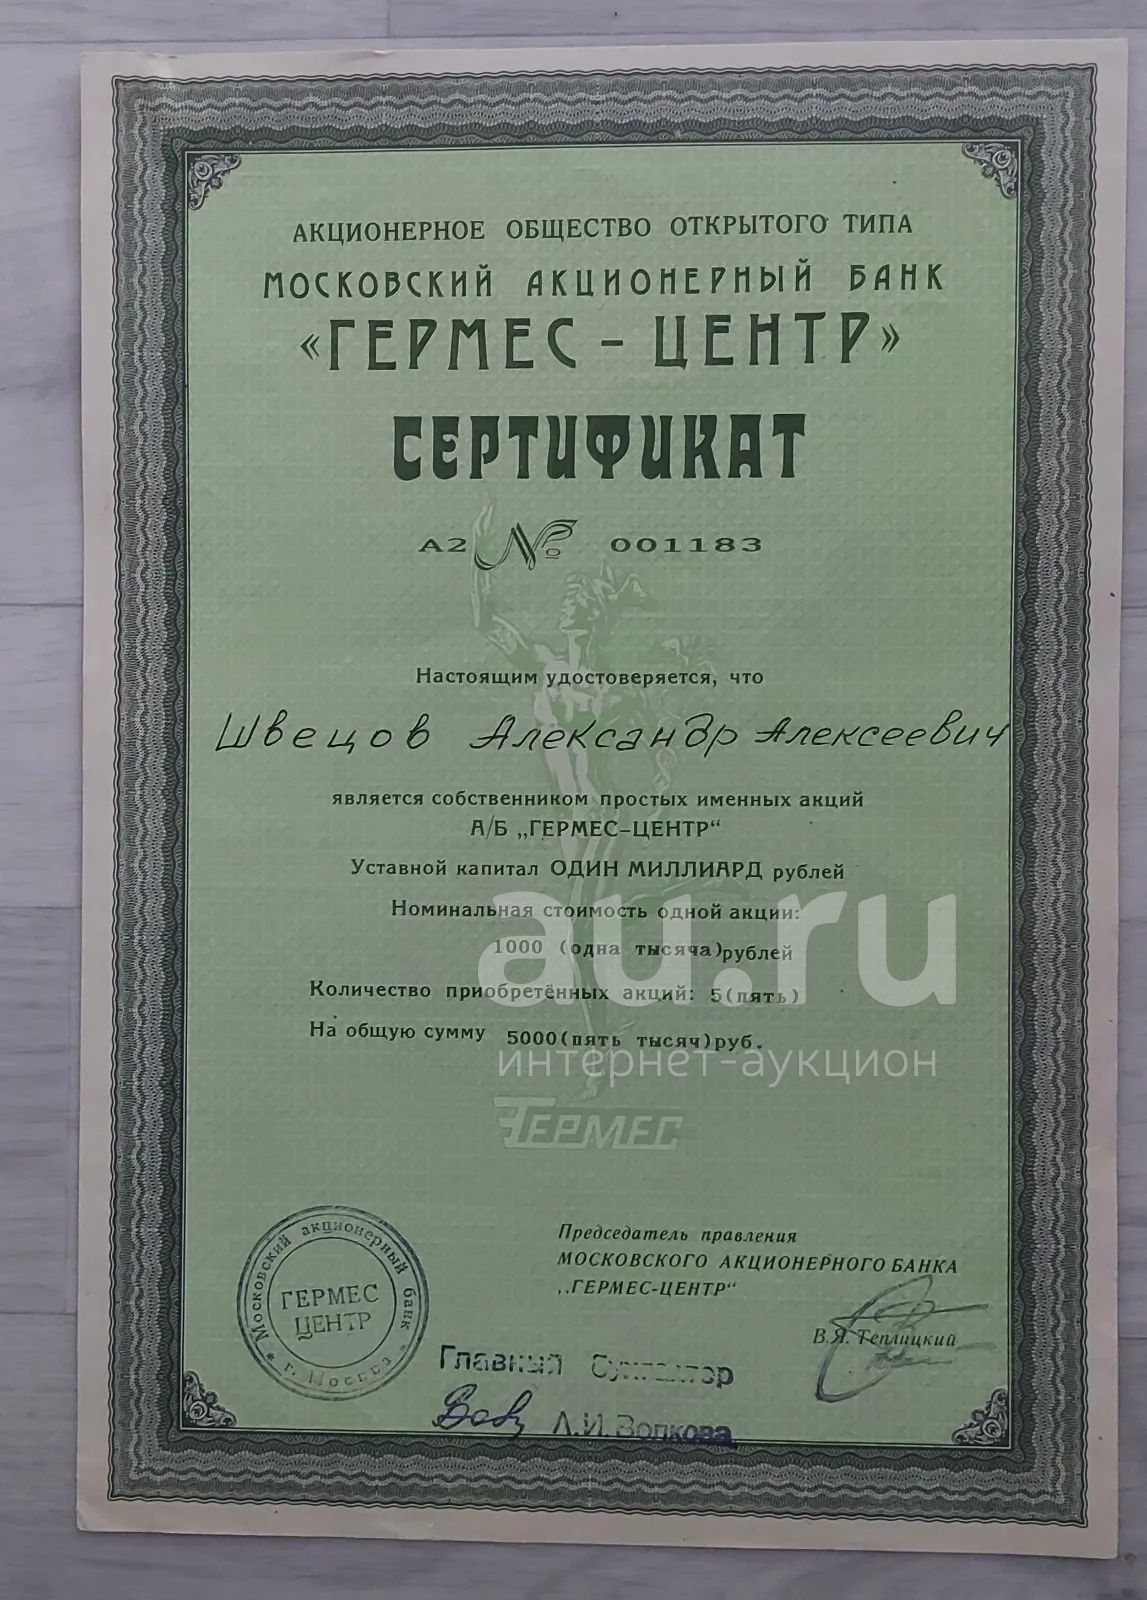 АКЦИОНЕРНОЕ ОБЩЕСТВО ОТКРЫТОГО ТИПА
МОСКОВСКИЙ АКЦИОНЕРНЫЙ БАНК
«ГЕРМЕС – ЦЕНТР»
СЕРТИФИКАТ
А2 № 001183
Настоящим удостоверяется, что
Швецов Александр Алексеевич
является собственником простых именных акций
А/Б „ГЕРМЕС–ЦЕНТР“
Уставной капитал ОДИН МИЛЛИАРД рублей
Номинальная стоимость одной акции:
1000 (одна тысяча)рублей
Количество приобретённых акций: 5(пять)
На общую сумму 5000(пять тысяч)руб.
au.ru
интернет-аукцион
ГЕРМЕС
Председатель правления
МОСКОВСКОГО АКЦИОНЕРНОГО БАНКА
„ГЕРМЕС-ЦЕНТР“
В.Я. Теплицкий
* Московский акционерный банк * г. Москва
ГЕРМЕС
ЦЕНТР
Главный бухгалтер
Л.И.Волкова